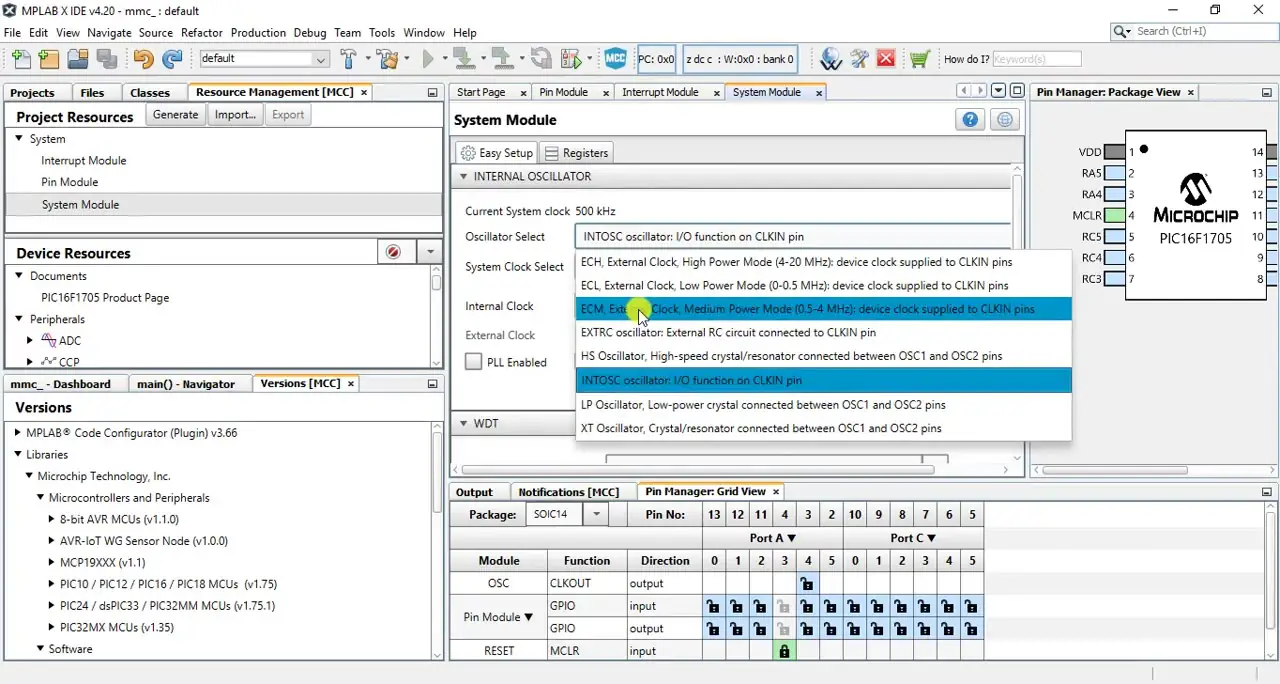 MPLAB X IDE v4.20 - mmc_ : default
File Edit View Navigate Source Refactor Production Debug Team Tools Window Help
Search (Ctrl+I)
default
PC: 0x0
z dc c : W:0x0 : bank 0
How do I? Keyword(s)
Projects Files Classes Resource Management [MCC]
Project Resources Generate Import... Export
System
Interrupt Module
Pin Module
System Module
Device Resources
Documents
PIC16F1705 Product Page
Peripherals
ADC
CCP
mmc_ - Dashboard main() - Navigator Versions [MCC]
Versions
MPLAB® Code Configurator (Plugin) v3.66
Libraries
Microchip Technology, Inc.
Microcontrollers and Peripherals
8-bit AVR MCUs (v1.1.0)
AVR-IoT WG Sensor Node (v1.0.0)
MCP19XXX (v1.1)
PIC10 / PIC12 / PIC16 / PIC18 MCUs (v1.75)
PIC24 / dsPIC33 / PIC32MM MCUs (v1.75.1)
PIC32MX MCUs (v1.35)
Software
Start Page Pin Module Interrupt Module System Module
System Module
Easy Setup Registers
INTERNAL OSCILLATOR
Current System clock 500 kHz
Oscillator Select INTOSC oscillator: I/O function on CLKIN pin
System Clock Select
Internal Clock
External Clock
PLL Enabled
WDT
ECH, External Clock, High Power Mode (4-20 MHz): device clock supplied to CLKIN pins
ECL, External Clock, Low Power Mode (0-0.5 MHz): device clock supplied to CLKIN pins
ECM, External Clock, Medium Power Mode (0.5-4 MHz): device clock supplied to CLKIN pins
EXTRC oscillator: External RC circuit connected to CLKIN pin
HS Oscillator, High-speed crystal/resonator connected between OSC1 and OSC2 pins
INTOSC oscillator: I/O function on CLKIN pin
LP Oscillator, Low-power crystal connected between OSC1 and OSC2 pins
XT Oscillator, Crystal/resonator connected between OSC1 and OSC2 pins
Pin Manager: Package View
VDD 1 14
RA5 2 13
RA4 3 12
MCLR 4 11
RC5 5 10
RC4 6 9
RC3 7 8
MICROCHIP
PIC16F1705
Output Notifications [MCC] Pin Manager: Grid View
Package: SOIC14 Pin No: 13 12 11 4 3 2 10 9 8 7 6 5
Port A ▼ Port C ▼
Module Function Direction 0 1 2 3 4 5 0 1 2 3 4 5
OSC CLKOUT output
Pin Module ▼ GPIO input
GPIO output
RESET MCLR input